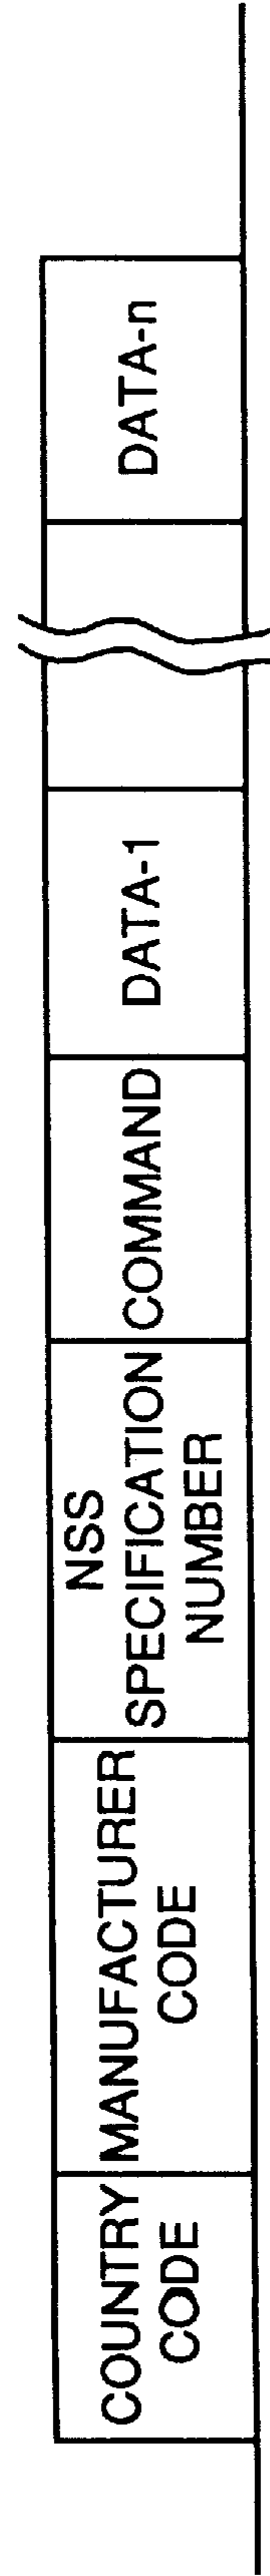 COUNTRY
CODE
MANUFACTURER
CODE
NSS
SPECIFICATION
NUMBER
COMMAND
DATA-1
DATA-n